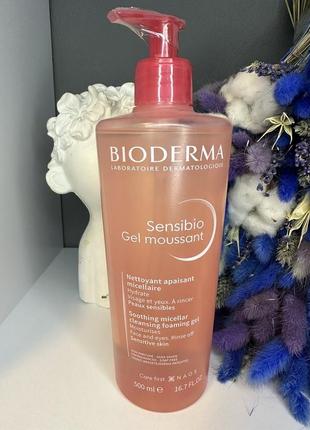 BIODERMA
LABORATOIRE DERMATOLOGIQUE
Sensibio
Gel moussant
Nettoyant apaisant
micellaire
Hydrate
Visage et yeux. À rincer
Peaux sensibles
Soothing micellar
cleansing foaming gel
Moisturises
Face and eyes. Rinse off
Sensitive skin
Care first NAOS
500 ml e 16.7 FL.OZ